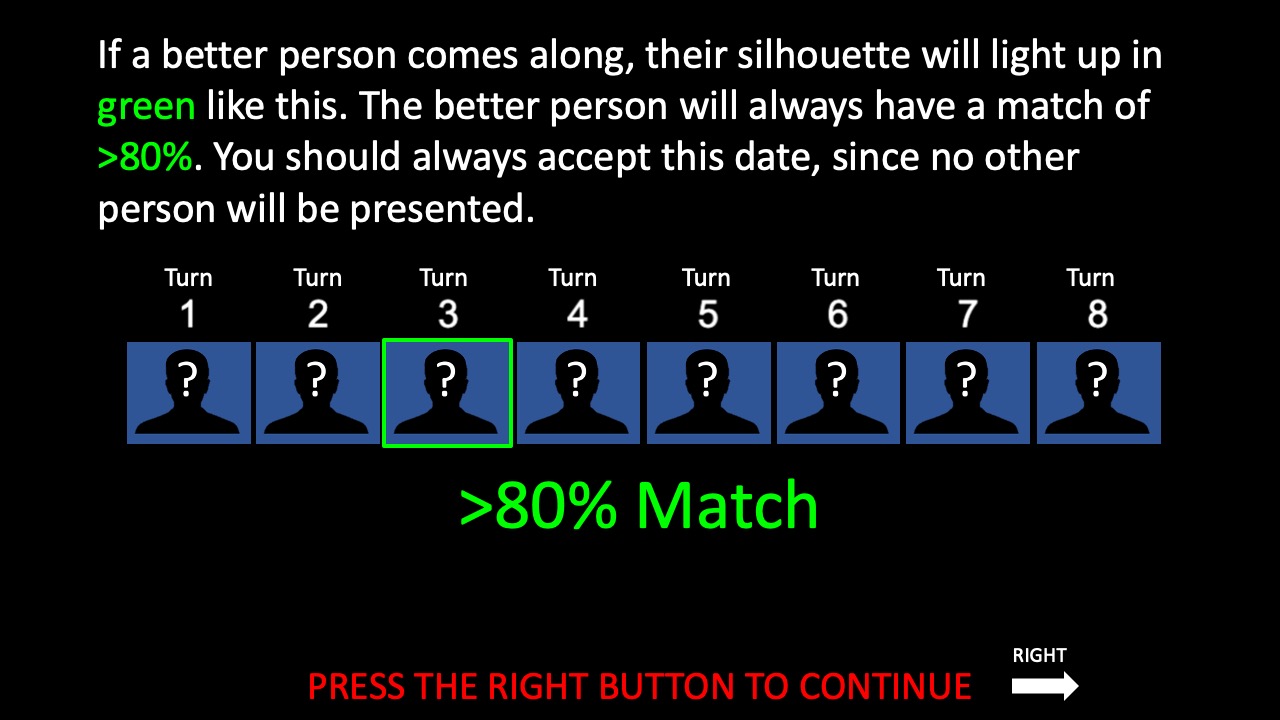 If a better person comes along, their silhouette will light up in
green like this. The better person will always have a match of
>80%. You should always accept this date, since no other
person will be presented.
Turn Turn Turn Turn Turn Turn Turn Turn
1 2 3 4 5 6 7 8
? ? ? ? ? ? ? ?
>80% Match
RIGHT
PRESS THE RIGHT BUTTON TO CONTINUE